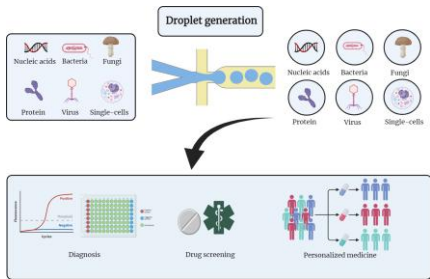 Droplet generation
Nucleic acids Bacteria Fungi
Protein Virus Single-cells
Nucleic acids Bacteria Fungi
Protein Virus Single-cells
Positive
Negative
Cycles
Diagnosis
Drug screening
Personalized medicine